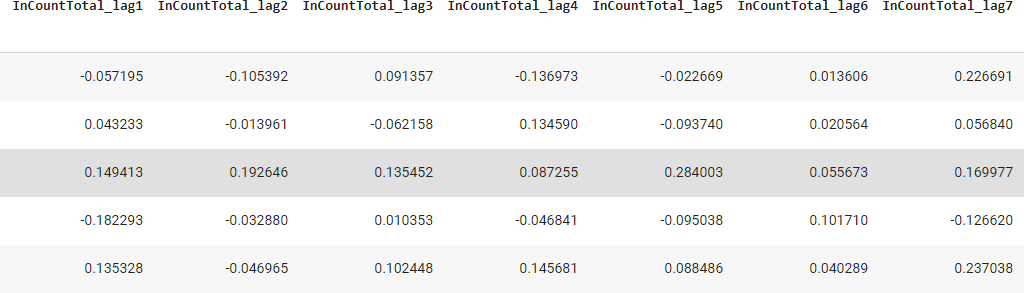 InCountTotal_lag1 InCountTotal_lag2 InCountTotal_lag3 InCountTotal_lag4 InCountTotal_lag5 InCountTotal_lag6 InCountTotal_lag7
-0.057195 -0.105392 0.091357 -0.136973 -0.022669 0.013606 0.226691
0.043233 -0.013961 -0.062158 0.134590 -0.093740 0.020564 0.056840
0.149413 0.192646 0.135452 0.087255 0.284003 0.055673 0.169977
-0.182293 -0.032880 0.010353 -0.046841 -0.095038 0.101710 -0.126620
0.135328 -0.046965 0.102448 0.145681 0.088486 0.040289 0.237038